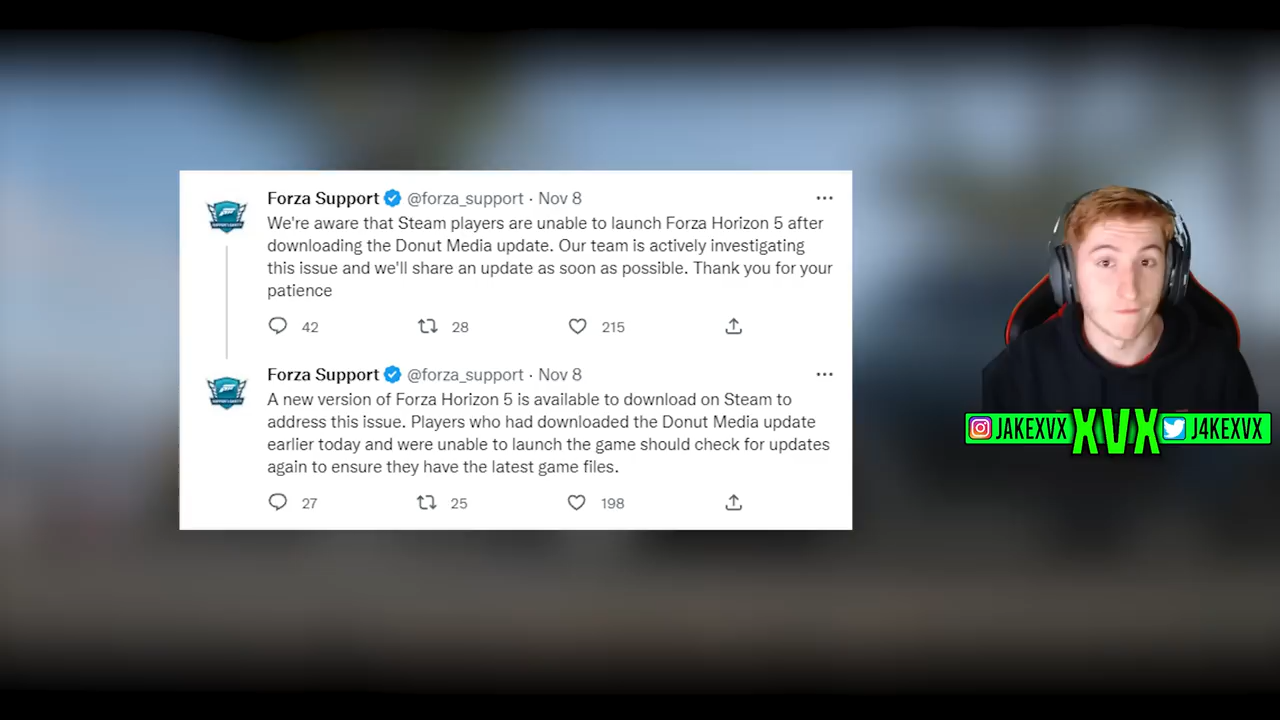 Forza Support @forza_support · Nov 8
We're aware that Steam players are unable to launch Forza Horizon 5 after
downloading the Donut Media update. Our team is actively investigating
this issue and we'll share an update as soon as possible. Thank you for your
patience
42 28 215
Forza Support @forza_support · Nov 8
A new version of Forza Horizon 5 is available to download on Steam to
address this issue. Players who had downloaded the Donut Media update
earlier today and were unable to launch the game should check for updates
again to ensure they have the latest game files.
27 25 198
JAKEXVX XVX J4KEXVX